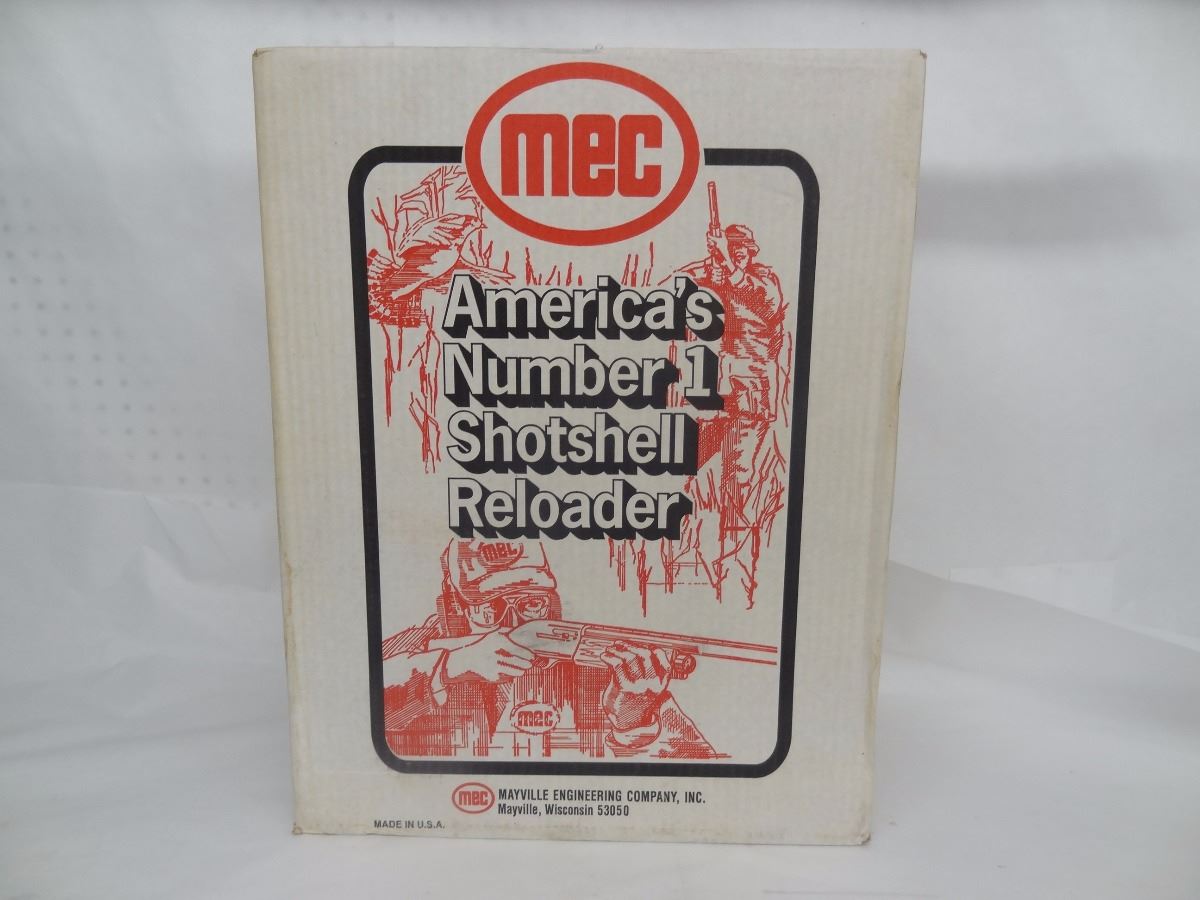 mec
America's
Number 1
Shotshell
Reloader
mec
mec
mec MAYVILLE ENGINEERING COMPANY, INC.
Mayville, Wisconsin 53050
MADE IN U.S.A.